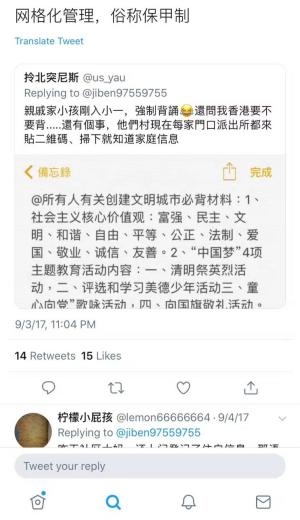 网格化管理，俗称保甲制
Translate Tweet
拎北突尼斯 @us_yau
Replying to @jiben97559755
親戚家小孩剛入小一，強制背誦😂還問我香港要不
要背.....還有個事，他們村現在每家門口派出所都來
貼二維碼、掃下就知道家庭信息
備忘錄 完成
@所有人有关创建文明城市必背材料：1、
社会主义核心价值观：富强、民主、文
明、和谐、自由、平等、公正、法制、爱
国、敬业、诚信、友善。2、“中国梦”4项
主题教育活动内容：一、清明祭英烈活
动，二、评选和学习美德少年活动三、童
心向党”歌咏活动，四、向国旗敬礼活动。
9/3/17, 11:04 PM
14 Retweets 15 Likes
柠檬小屁孩 @lemon66666664 · 9/4/17
Replying to @jiben97559755
Tweet your reply